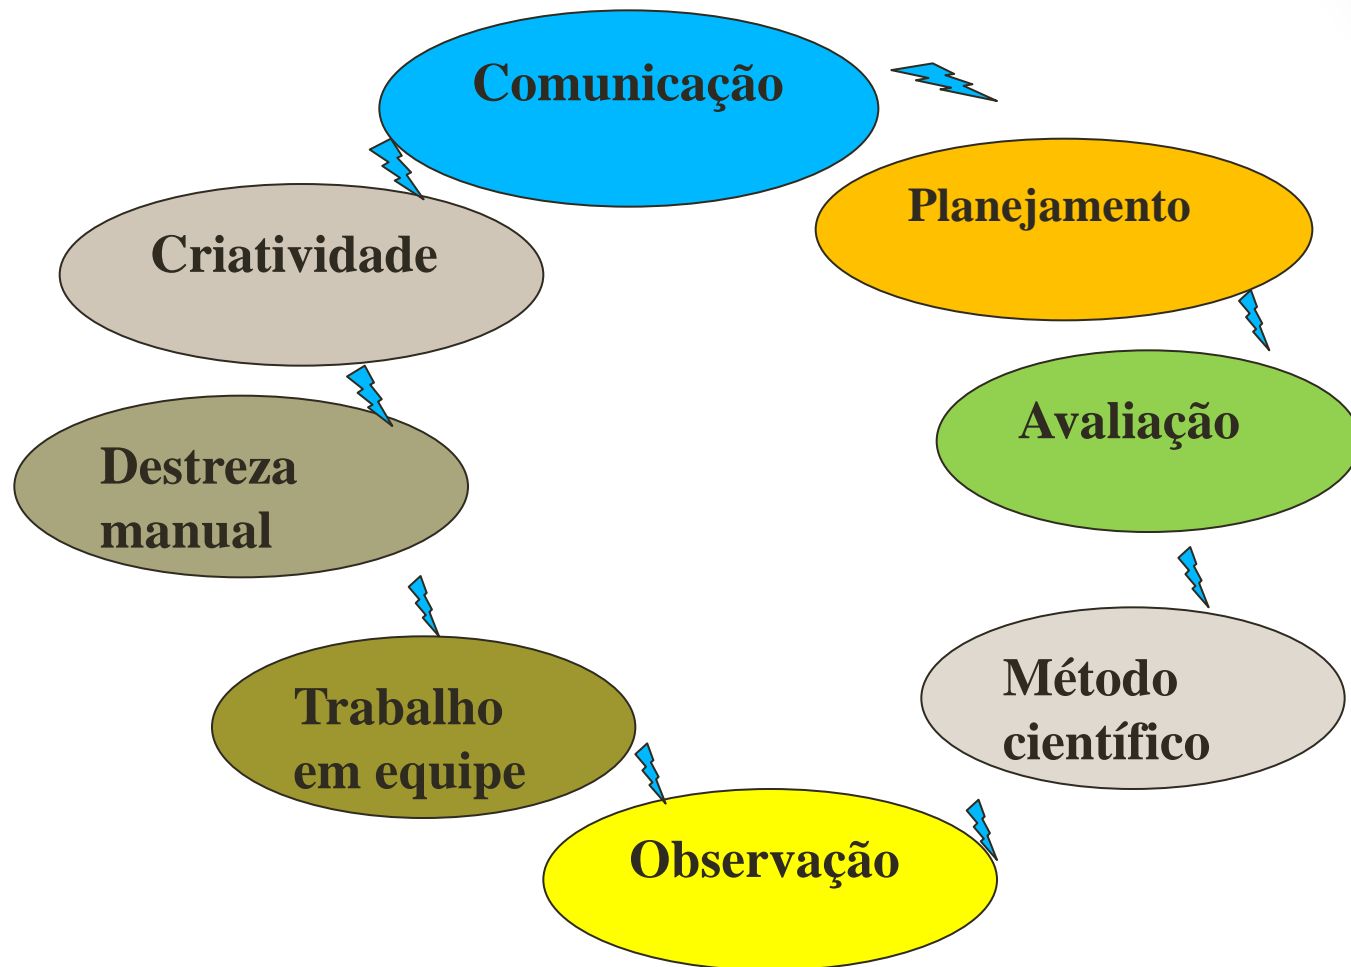 Comunicação
Planejamento
Criatividade
Avaliação
Destreza
manual
Método
científico
Trabalho
em equipe
Observação